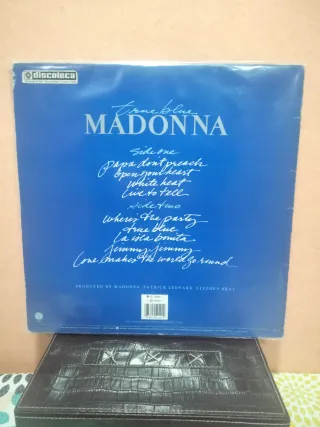 discoteca
true blue
MADONNA
Side one
papa don't preach
open your heart
White heat
live to tell
Side two
where's the party
true blue
la isla bonita
jimmy jimmy
love makes the world go round
PRODUCED BY MADONNA, PATRICK LEONARD, STEPHEN BRAY